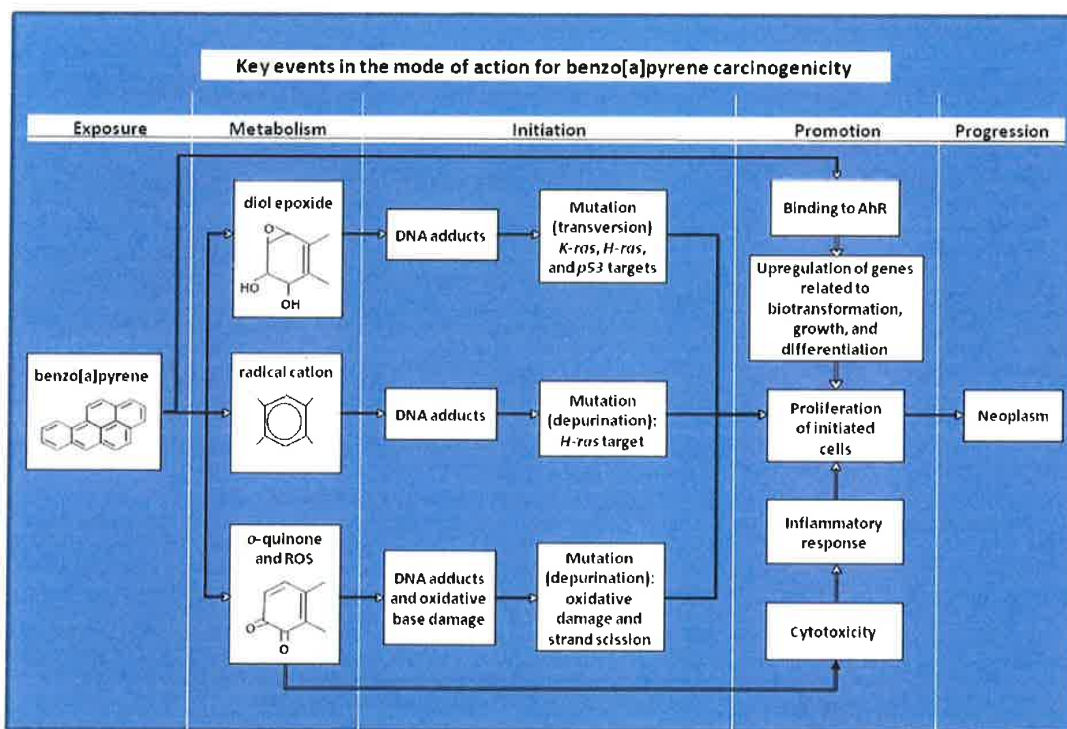 Key events in the mode of action for benzo[a]pyrene carcinogenicity
Exposure
Metabolism
Initiation
Promotion
Progression
benzo[a]pyrene
diol epoxide
O
HO
OH
DNA adducts
Mutation
(transversion)
K-ras, H-ras,
and p53 targets
radical cation
DNA adducts
Mutation
(depurination):
H-ras target
o-quinone
and ROS
O
O
DNA adducts
and oxidative
base damage
Mutation
(depurination):
oxidative
damage and
strand scission
Binding to AhR
Upregulation of genes
related to
biotransformation,
growth, and
differentiation
Proliferation
of initiated
cells
Inflammatory
response
Cytotoxicity
Neoplasm